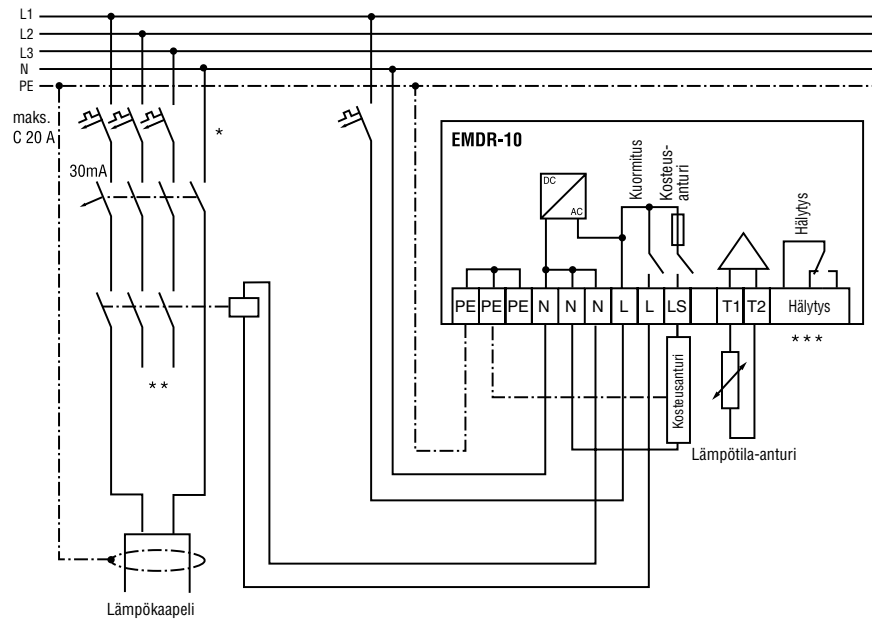 L1
L2
L3
N
PE
maks.
C 20 A
*
30mA
**
Lämpökaapeli
EMDR-10
DC
AC
Kuormitus
Kosteus-
anturi
Hälytys
PE PE PE N N N L L LS T1 T2 Hälytys
***
Kosteusanturi
Lämpötila-anturi